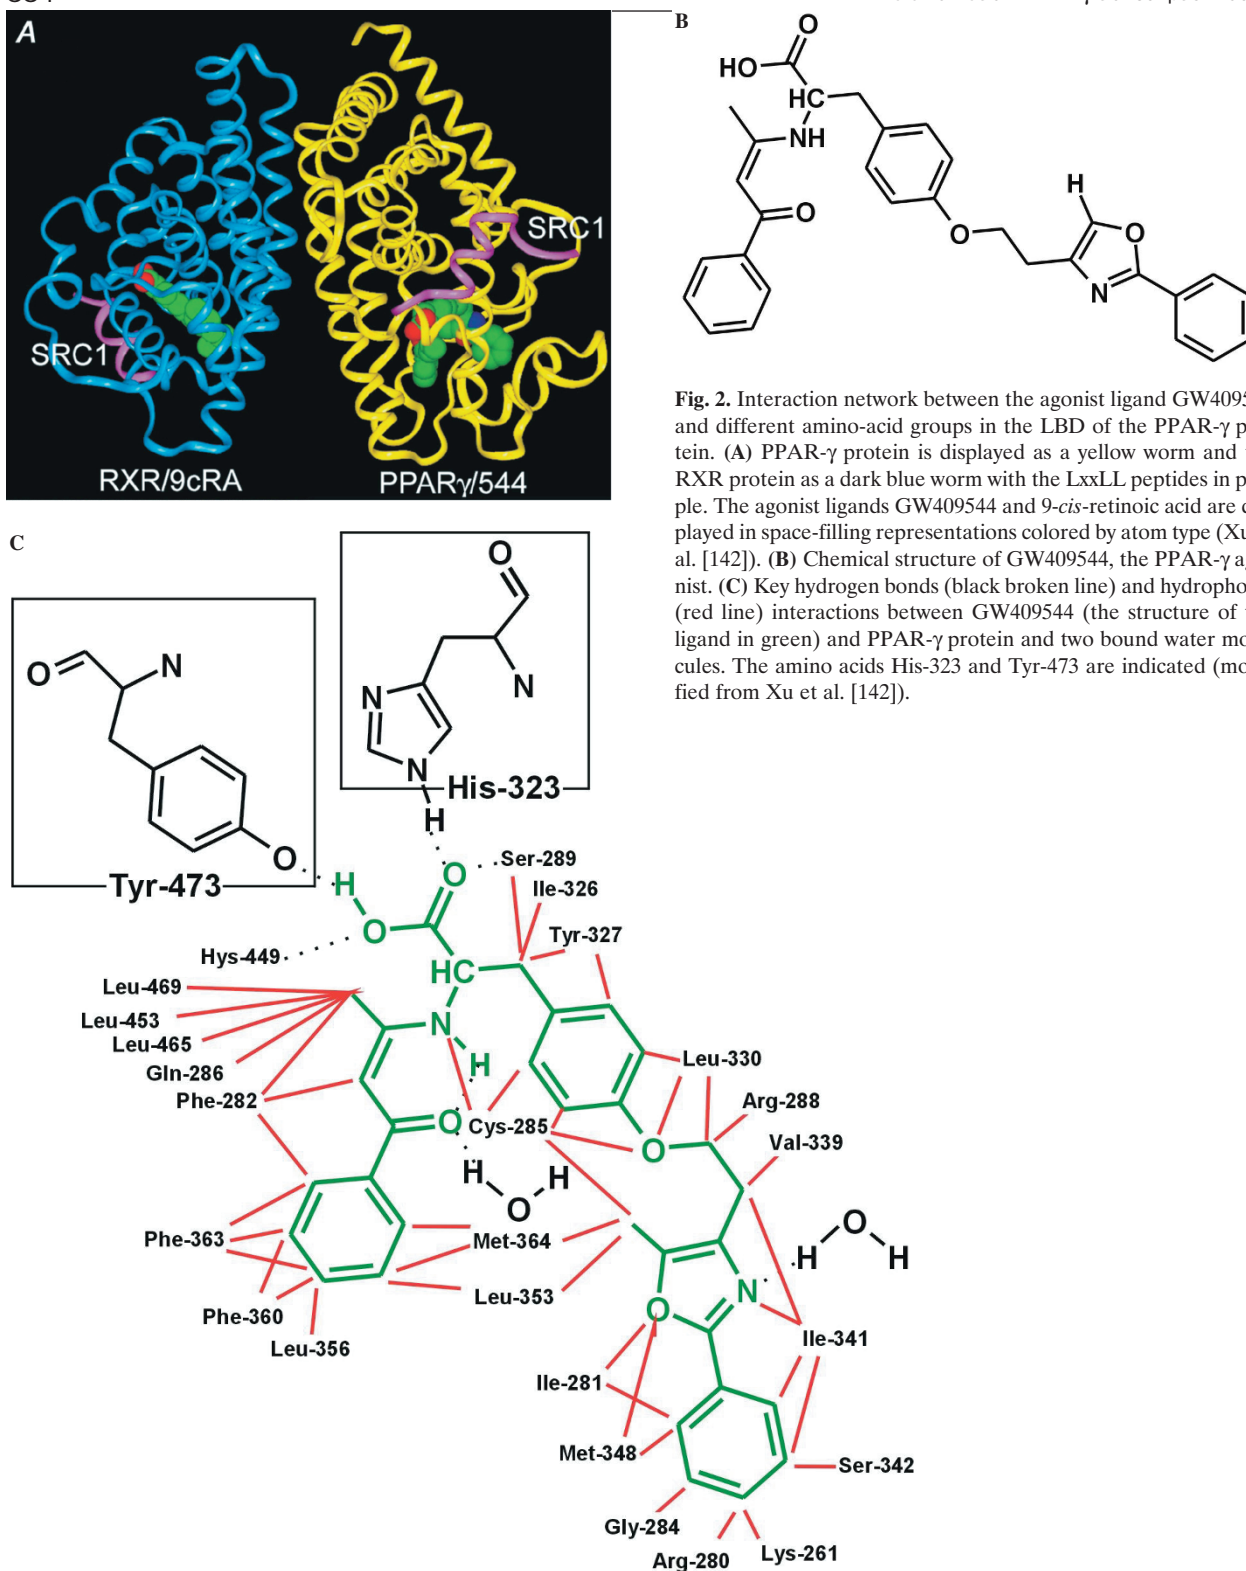 A
SRC1
SRC1
RXR/9cRA
PPARγ/544
B
O
HO
HC
NH
O
O
H
O
N
Fig. 2. Interaction network between the agonist ligand GW409
and different amino-acid groups in the LBD of the PPAR-γ p
tein. (A) PPAR-γ protein is displayed as a yellow worm and
RXR protein as a dark blue worm with the LxxLL peptides in p
ple. The agonist ligands GW409544 and 9-cis-retinoic acid are
played in space-filling representations colored by atom type (Xu
al. [142]). (B) Chemical structure of GW409544, the PPAR-γ a
nist. (C) Key hydrogen bonds (black broken line) and hydropho
(red line) interactions between GW409544 (the structure of
ligand in green) and PPAR-γ protein and two bound water mo
cules. The amino acids His-323 and Tyr-473 are indicated (mo
fied from Xu et al. [142]).
C
O
N
O
Tyr-473
O
N
N
N
His-323
H
H
O
O
HC
N
H
O
Ser-289
Ile-326
Tyr-327
Hys-449
Leu-469
Leu-453
Leu-465
Gln-286
Phe-282
Leu-330
Cys-285
Arg-288
O
Val-339
H
H
O
O
H
H
Phe-363
Met-364
Leu-353
N
O
Phe-360
Leu-356
Ile-341
Ile-281
Met-348
Ser-342
Gly-284
Arg-280
Lys-261